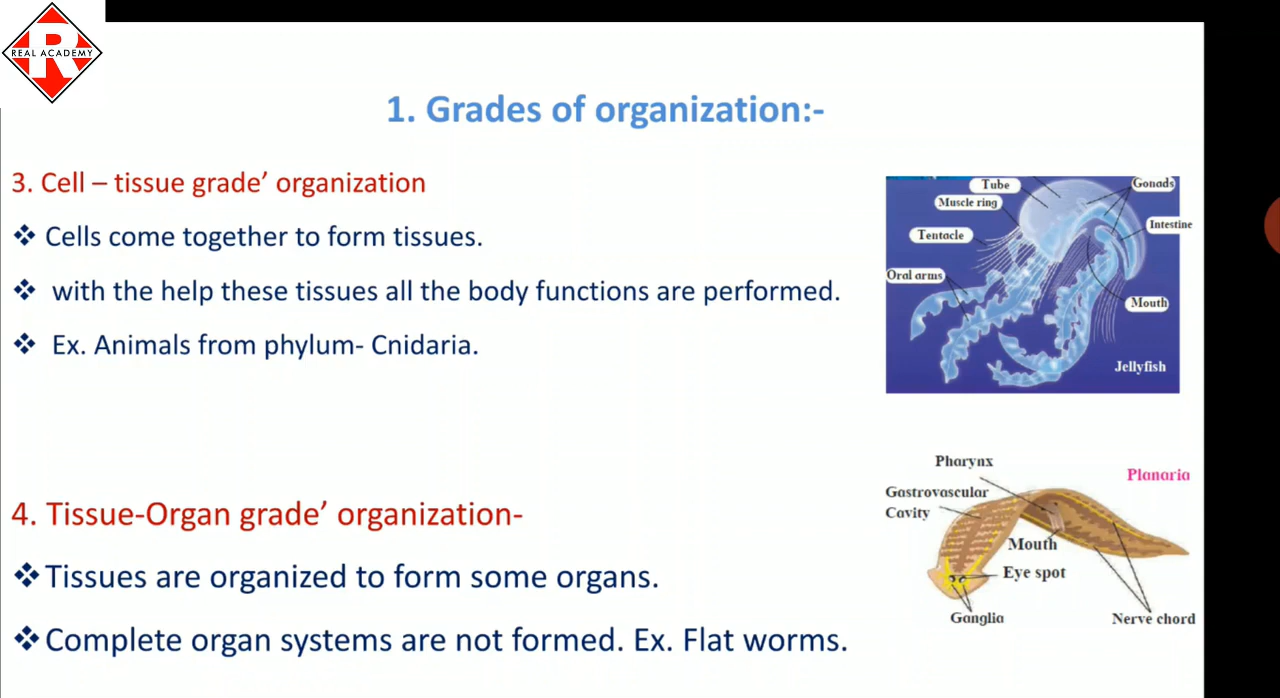 REAL ACADEMY
1. Grades of organization:-
3. Cell – tissue grade’ organization
❖ Cells come together to form tissues.
❖ with the help these tissues all the body functions are performed.
❖ Ex. Animals from phylum- Cnidaria.
Tube
Gonads
Muscle ring
Intestine
Tentacle
Oral arms
Mouth
Jellyfish
4. Tissue-Organ grade’ organization-
❖Tissues are organized to form some organs.
❖Complete organ systems are not formed. Ex. Flat worms.
Pharynx
Planaria
Gastrovascular
Cavity
Mouth
Eye spot
Ganglia
Nerve chord